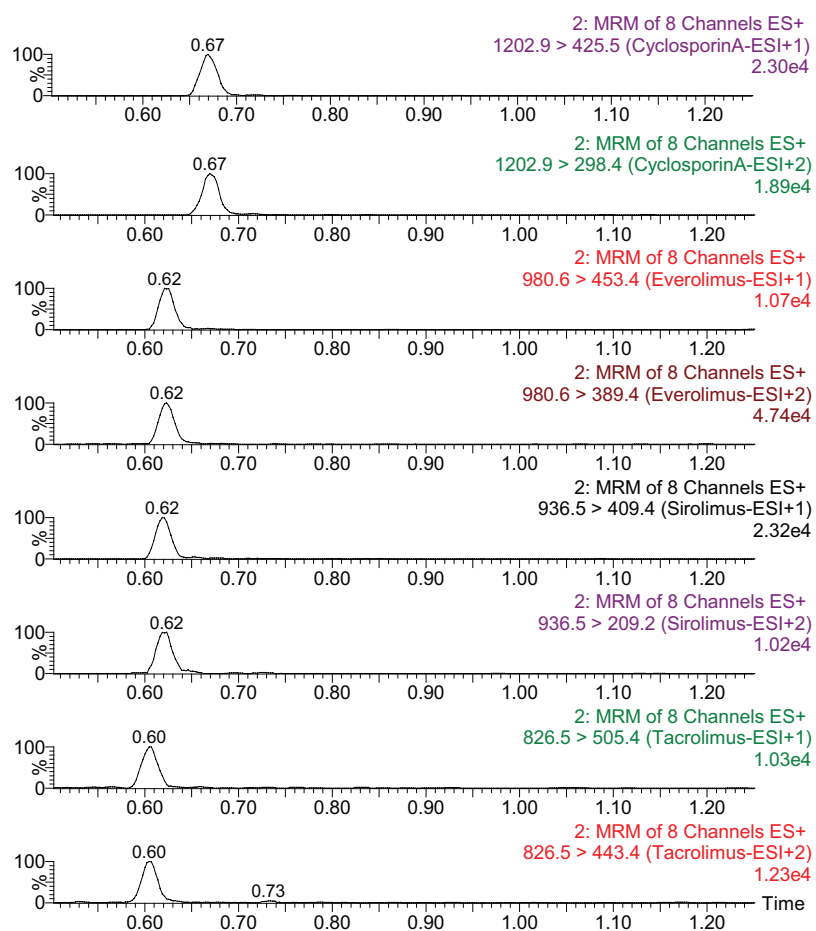 2: MRM of 8 Channels ES+
1202.9 > 425.5 (CyclosporinA-ESI+1)
2.30e4
0.67
100
%
0
0.60 0.70 0.80 0.90 1.00 1.10 1.20
2: MRM of 8 Channels ES+
1202.9 > 298.4 (CyclosporinA-ESI+2)
1.89e4
0.67
100
%
0
0.60 0.70 0.80 0.90 1.00 1.10 1.20
2: MRM of 8 Channels ES+
980.6 > 453.4 (Everolimus-ESI+1)
1.07e4
0.62
100
%
0
0.60 0.70 0.80 0.90 1.00 1.10 1.20
2: MRM of 8 Channels ES+
980.6 > 389.4 (Everolimus-ESI+2)
4.74e4
0.62
100
%
0
0.60 0.70 0.80 0.90 1.00 1.10 1.20
2: MRM of 8 Channels ES+
936.5 > 409.4 (Sirolimus-ESI+1)
2.32e4
0.62
100
%
0
0.60 0.70 0.80 0.90 1.00 1.10 1.20
2: MRM of 8 Channels ES+
936.5 > 209.2 (Sirolimus-ESI+2)
1.02e4
0.62
100
%
0
0.60 0.70 0.80 0.90 1.00 1.10 1.20
2: MRM of 8 Channels ES+
826.5 > 505.4 (Tacrolimus-ESI+1)
1.03e4
0.60
100
%
0
0.60 0.70 0.80 0.90 1.00 1.10 1.20
2: MRM of 8 Channels ES+
826.5 > 443.4 (Tacrolimus-ESI+2)
1.23e4
0.60
100
%
0.73
0
Time
0.60 0.70 0.80 0.90 1.00 1.10 1.20